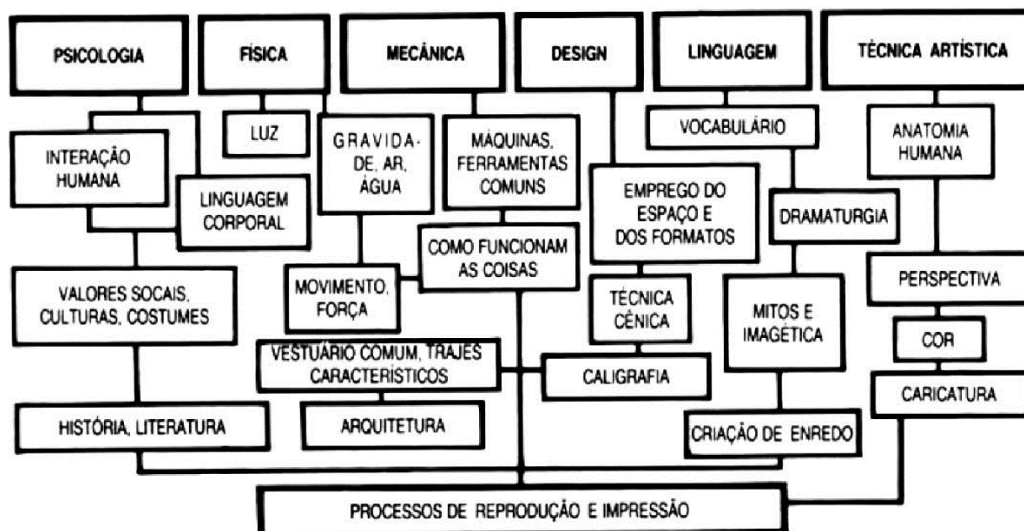 PSICOLOGIA
FÍSICA
MECÂNICA
DESIGN
LINGUAGEM
TÉCNICA ARTÍSTICA
LUZ
GRAVIDA-
DE, AR,
ÁGUA
MÁQUINAS,
FERRAMENTAS
COMUNS
VOCABULÁRIO
ANATOMIA
HUMANA
INTERAÇÃO
HUMANA
LINGUAGEM
CORPORAL
EMPREGO DO
ESPAÇO E
DOS FORMATOS
DRAMATURGIA
COMO FUNCIONAM
AS COISAS
VALORES SOCAIS,
CULTURAS, COSTUMES
MOVIMENTO,
FORÇA
TÉCNICA
CÊNICA
MITOS E
IMAGÉTICA
PERSPECTIVA
COR
VESTUÁRIO COMUM, TRAJES
CARACTERÍSTICOS
CALIGRAFIA
CARICATURA
HISTÓRIA, LITERATURA
ARQUITETURA
CRIAÇÃO DE ENREDO
PROCESSOS DE REPRODUÇÃO E IMPRESSÃO